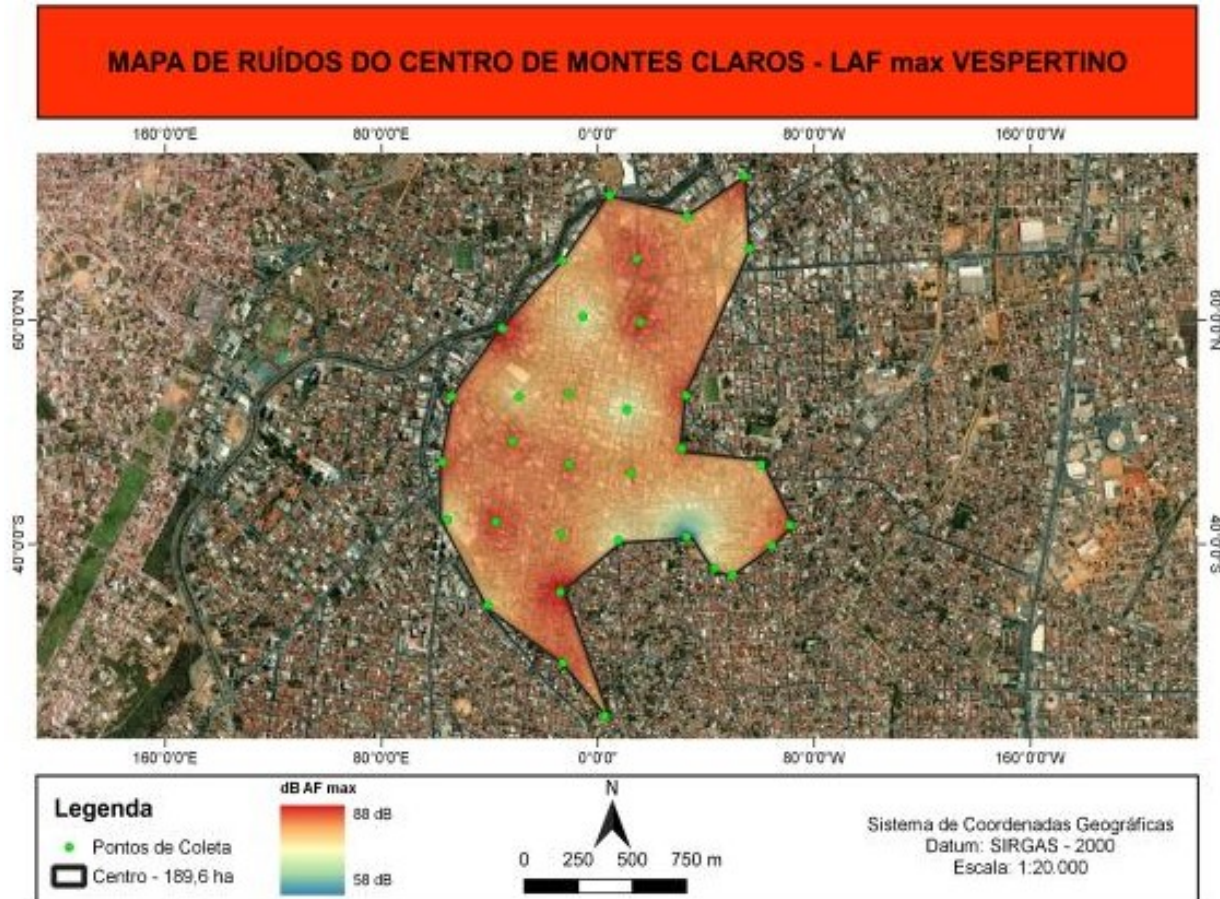 MAPA DE RUÍDOS DO CENTRO DE MONTES CLAROS - LAF max VESPERTINO
160°0'0"E 80°0'0"E 0°0'0" 80°0'0"W 160°0'0"W
60°0'0"N 60°0'0"N
40°0'0"S 40°0'0"S
160°0'0"E 80°0'0"E 0°0'0" 80°0'0"W 160°0'0"W
Legenda
Pontos de Coleta
Centro - 189,6 ha
dB AF max
88 dB
58 dB
N
0 250 500 750 m
Sistema de Coordenadas Geográficas
Datum: SIRGAS - 2000
Escala: 1:20.000